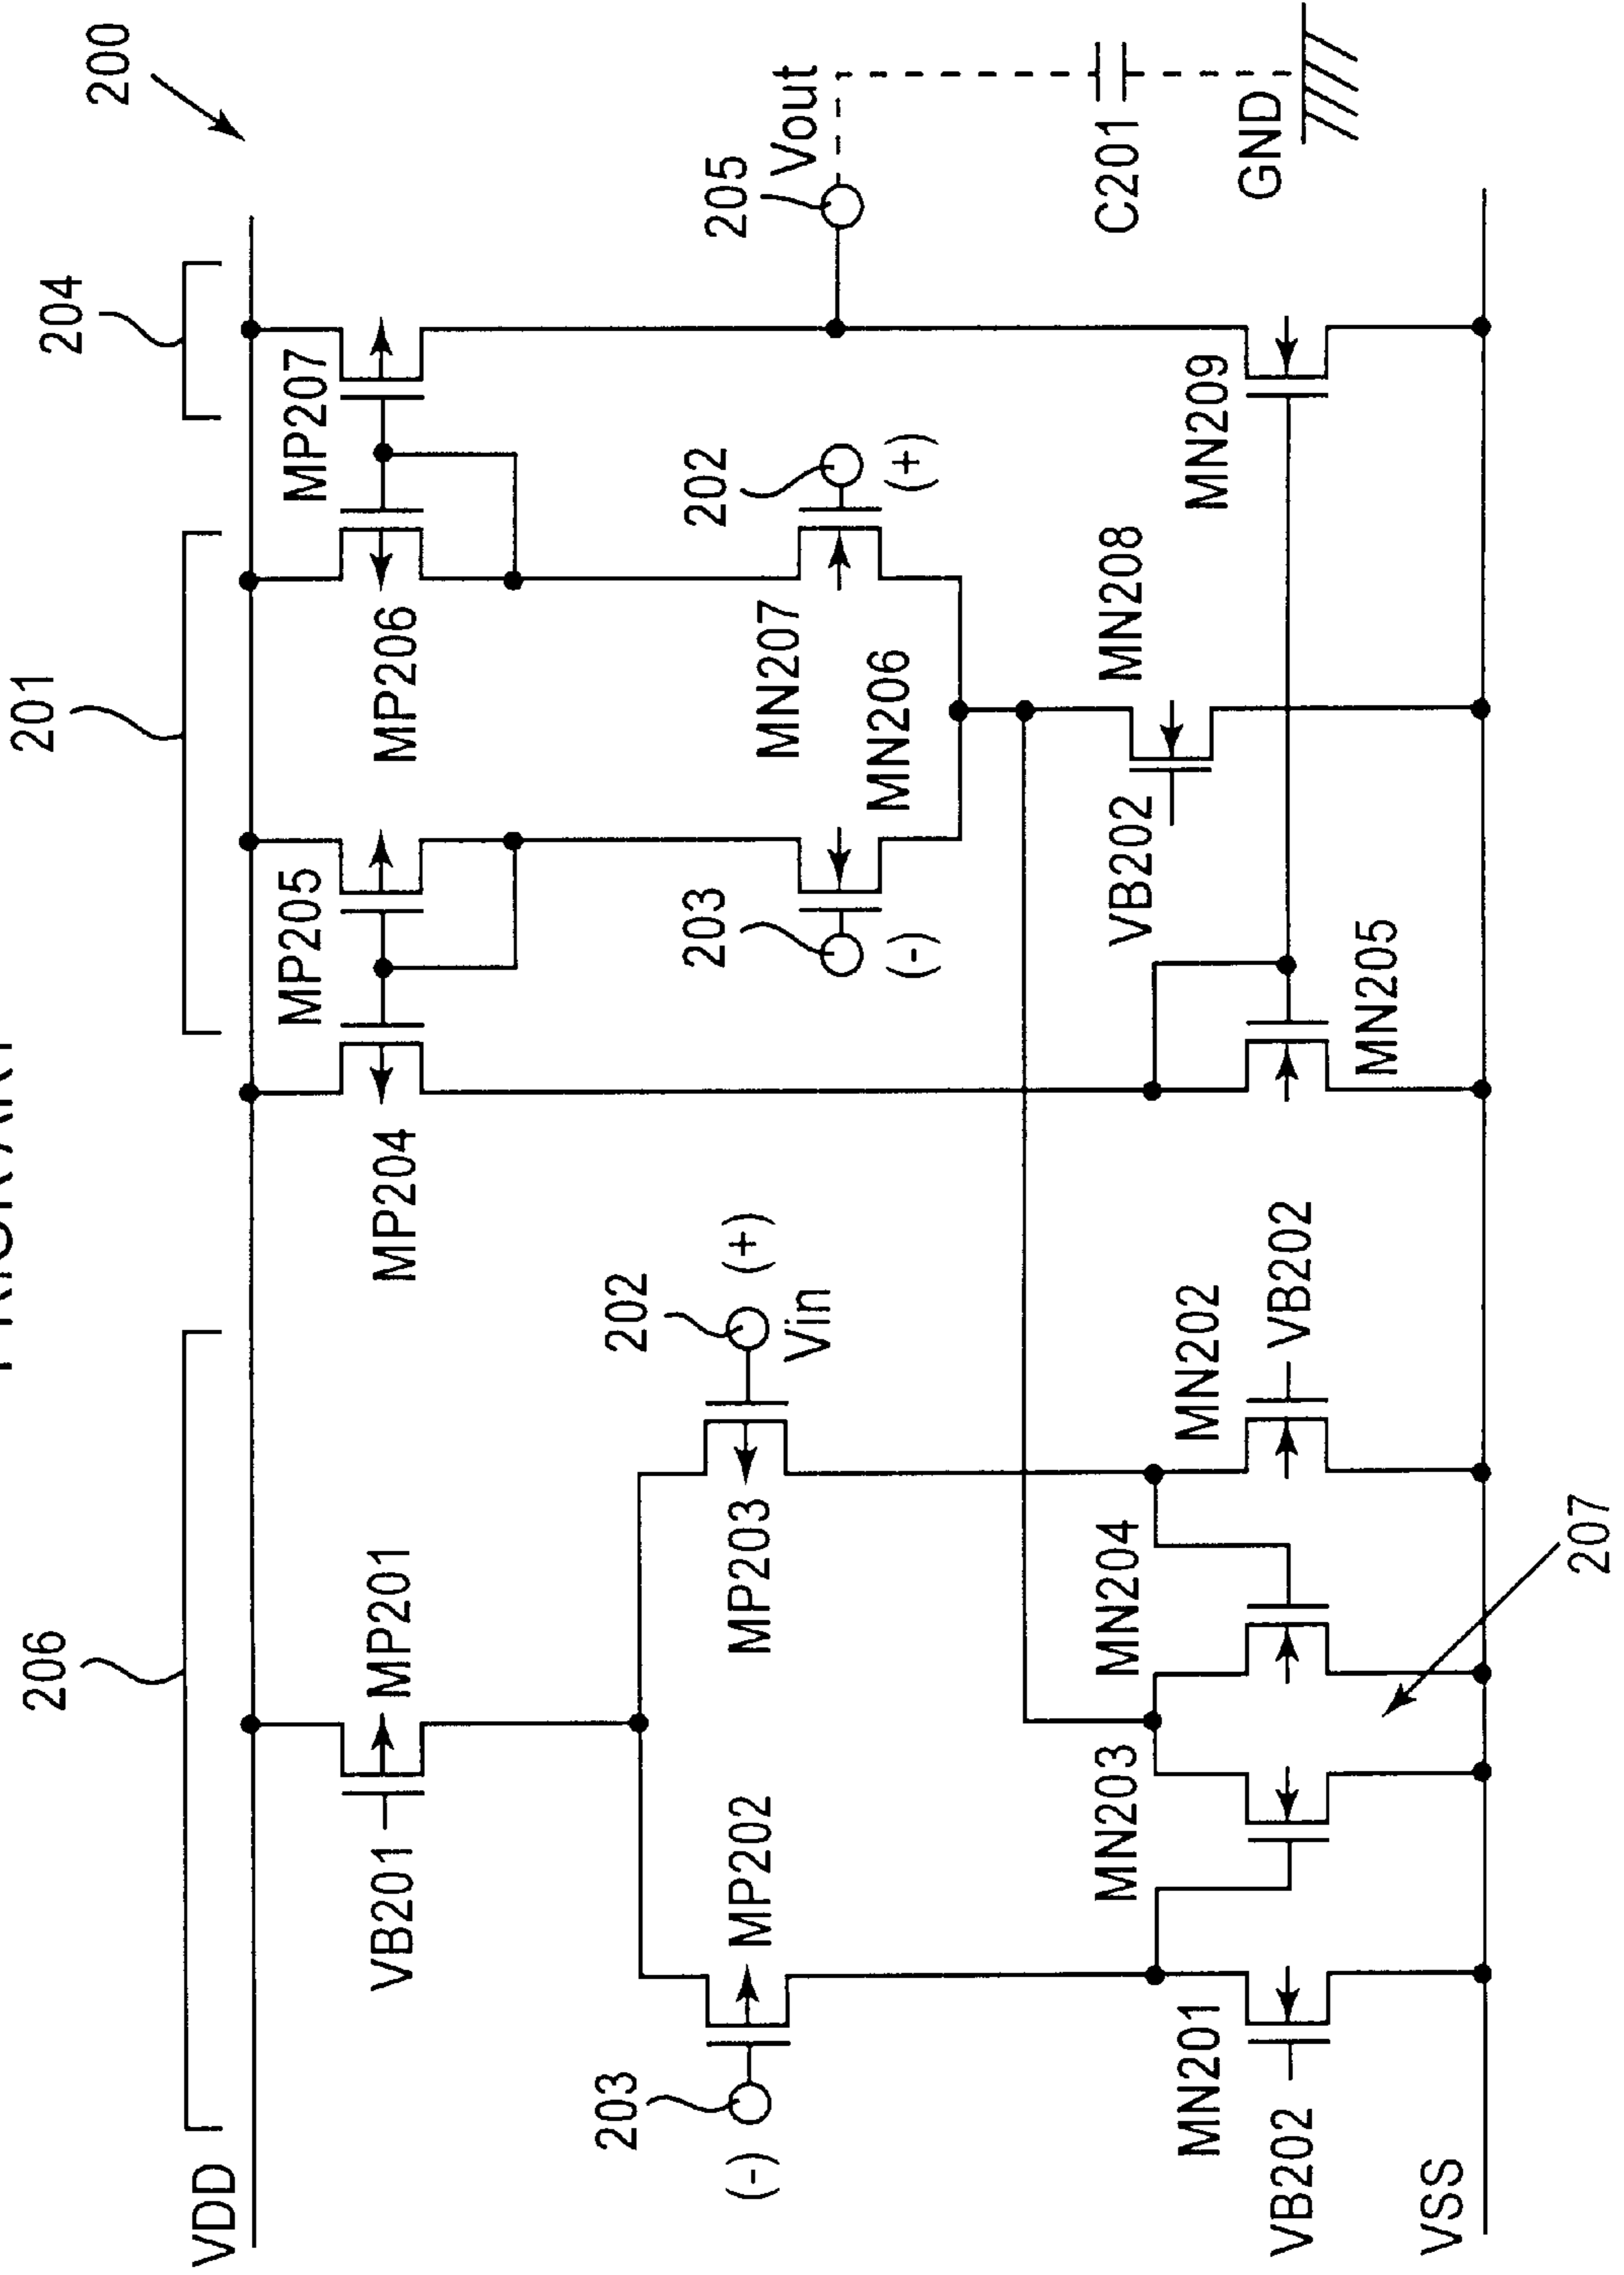 PRIOR ART
200
206
201
204
VDD
VB201
MP201
MP204
MP205
MP206
MP207
203
(-)
MP202
MP203
202
(+)
Vin
203
(-)
MN206
MN207
202
(+)
205
Vout
MN201
VB202
MN203
MN204
MN202
VB202
207
MN205
VB202
MN208
MN209
C201
GND
VSS